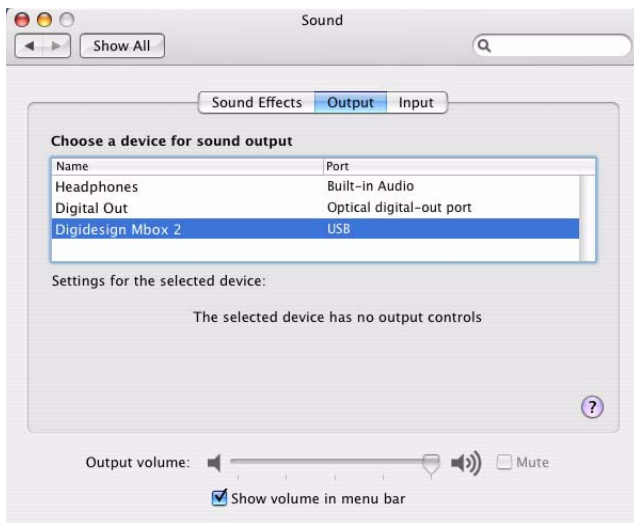 Sound
Show All
Sound Effects Output Input
Choose a device for sound output
Name Port
Headphones Built-in Audio
Digital Out Optical digital-out port
Digidesign Mbox 2 USB
Settings for the selected device:
The selected device has no output controls
?
Output volume: Mute
Show volume in menu bar